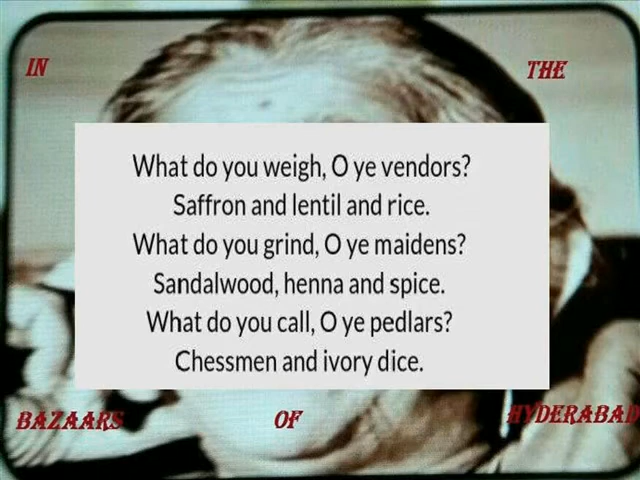 IN THE
What do you weigh, O ye vendors?
Saffron and lentil and rice.
What do you grind, O ye maidens?
Sandalwood, henna and spice.
What do you call, O ye pedlars?
Chessmen and ivory dice.
BAZAARS OF HYDERABAD